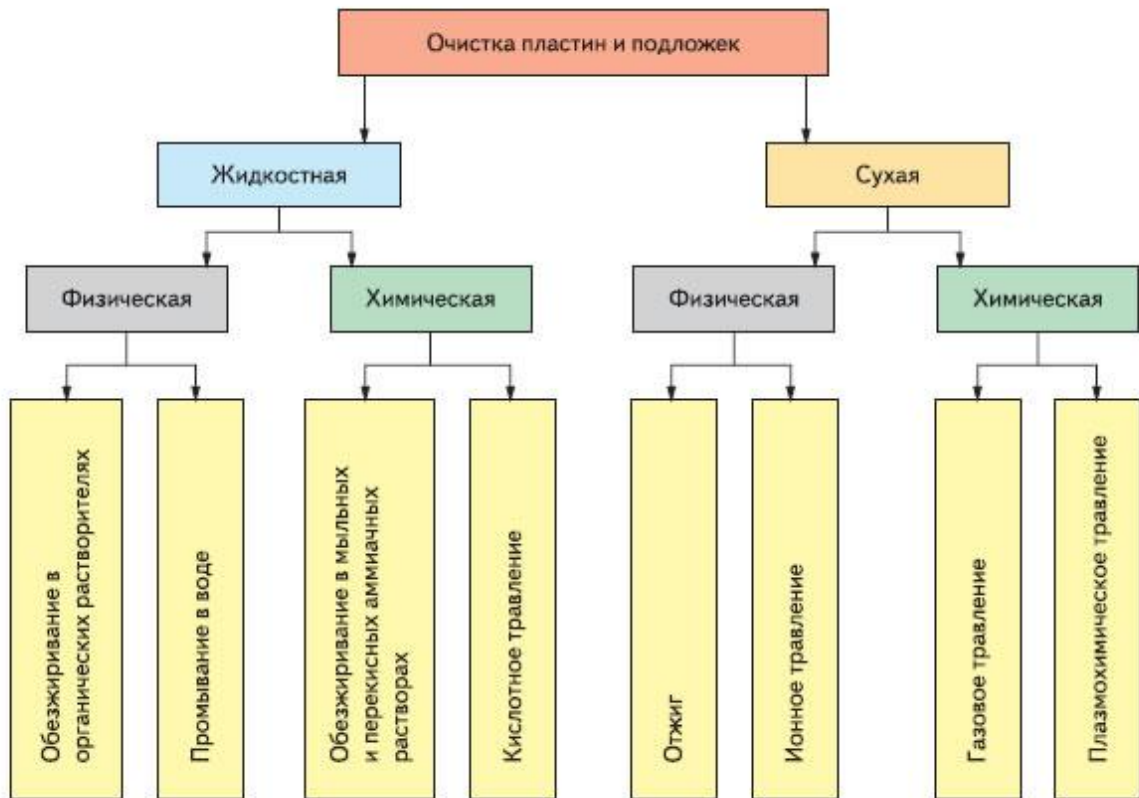 Очистка пластин и подложек
Жидкостная
Сухая
Физическая
Химическая
Физическая
Химическая
Обезжиривание в
органических растворителях
Промывание в воде
Обезжиривание в мыльных
и перекисных аммиачных
растворах
Кислотное травление
Отжиг
Ионное травление
Газовое травление
Плазмохимическое травление